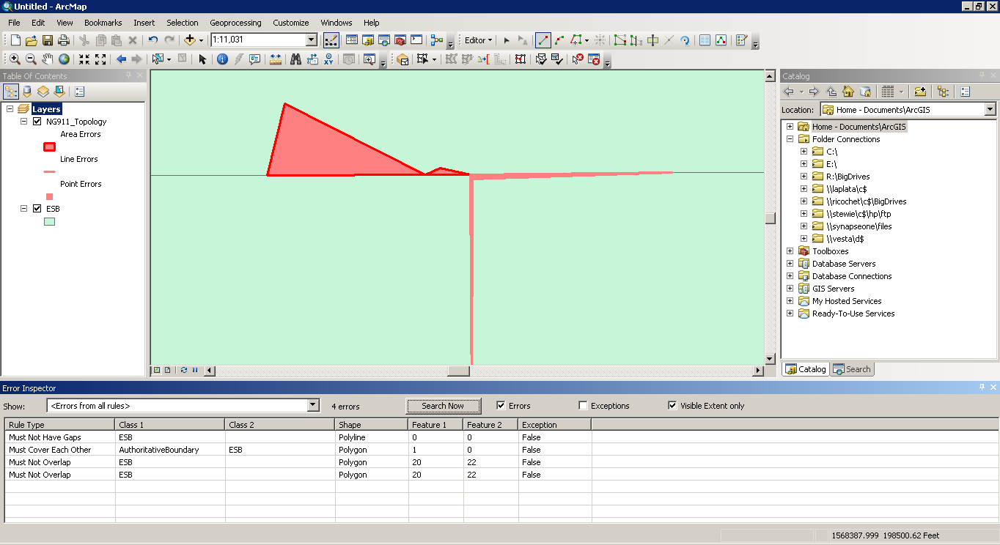 Untitled - ArcMap
File Edit View Bookmarks Insert Selection Geoprocessing Customize Windows Help
1:11,031 Editor
XY
Table Of Contents
Layers
NG911_Topology
Area Errors
Line Errors
Point Errors
ESB
Catalog
Location: Home - Documents\ArcGIS
Home - Documents\ArcGIS
Folder Connections
C:\
E:\
R:\BigDrives
\\laplata\c$
\\ricochet\c$\BigDrives
\\stewie\c$\hp\ftp
\\synapseone\files
\\vesta\d$
Toolboxes
Database Servers
Database Connections
GIS Servers
My Hosted Services
Ready-To-Use Services
Catalog Search
Error Inspector
Show: <Errors from all rules> 4 errors Search Now Errors Exceptions Visible Extent only
Rule Type Class 1 Class 2 Shape Feature 1 Feature 2 Exception
Must Not Have Gaps ESB Polyline 0 0 False
Must Cover Each Other AuthoritativeBoundary ESB Polygon 1 0 False
Must Not Overlap ESB Polygon 20 22 False
Must Not Overlap ESB Polygon 20 22 False
1568387.999 198500.62 Feet